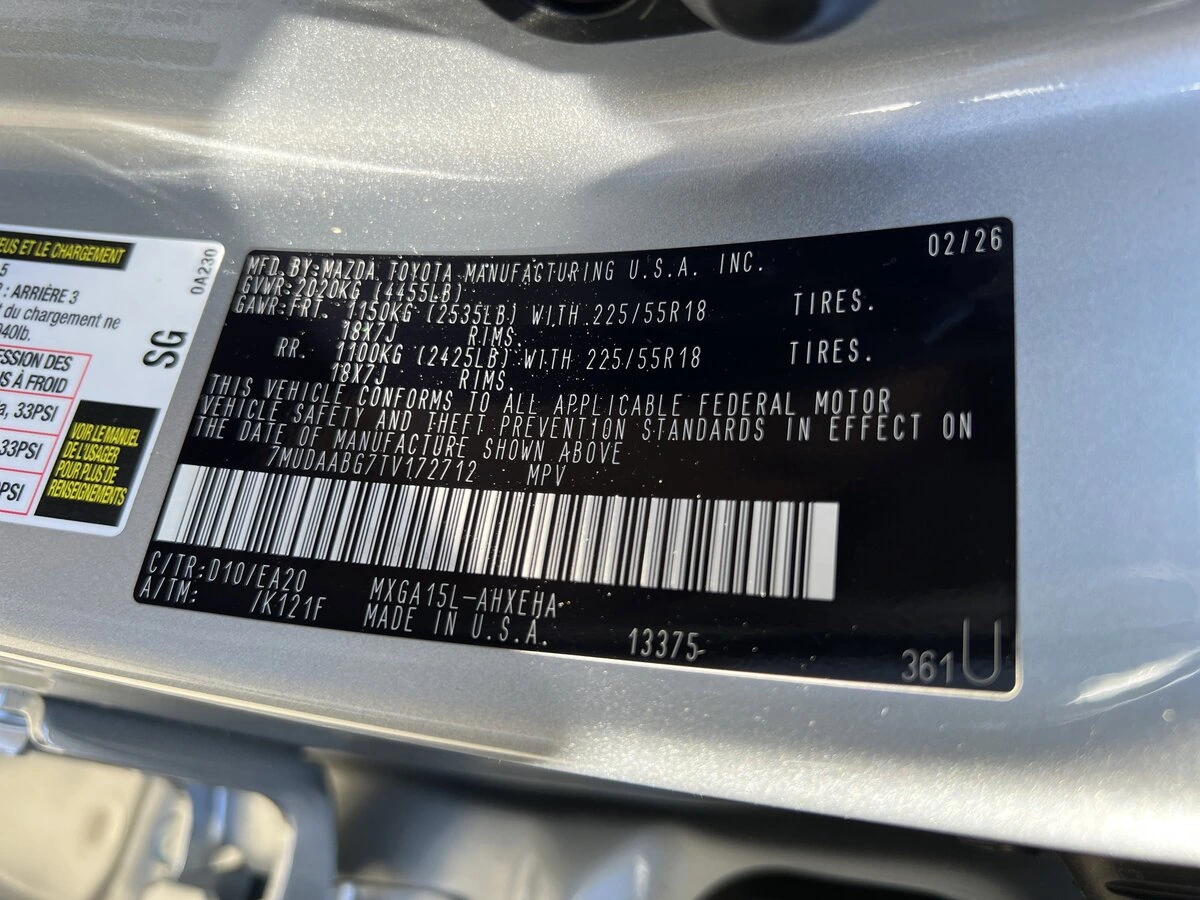 EUS ET LE CHARGEMENT
5
: ARRIÈRE 3
t du chargement ne
940lb.
ESSION DES
S À FROID
a, 33PSI
33PSI
PSI
VOIR LE MANUEL
DE L'USAGER
POUR PLUS DE
RENSEIGNEMENTS
0A230
SG
02/26
MFD. BY: MAZDA TOYOTA MANUFACTURING U.S.A. INC.
GVWR: 2020KG (4455LB)
GAWR: FRT. 1150KG (2535LB) WITH 225/55R18 TIRES.
18X7J RIMS.
RR. 1100KG (2425LB) WITH 225/55R18 TIRES.
18X7J RIMS.
THIS VEHICLE CONFORMS TO ALL APPLICABLE FEDERAL MOTOR
VEHICLE SAFETY AND THEFT PREVENTION STANDARDS IN EFFECT ON
THE DATE OF MANUFACTURE SHOWN ABOVE
7MUDAABG7TV172712 MPV
C/TR: D10/EA20 MXGA15L-AHXEHA
A/TM: /K121F MADE IN U.S.A. 13375-
361 U